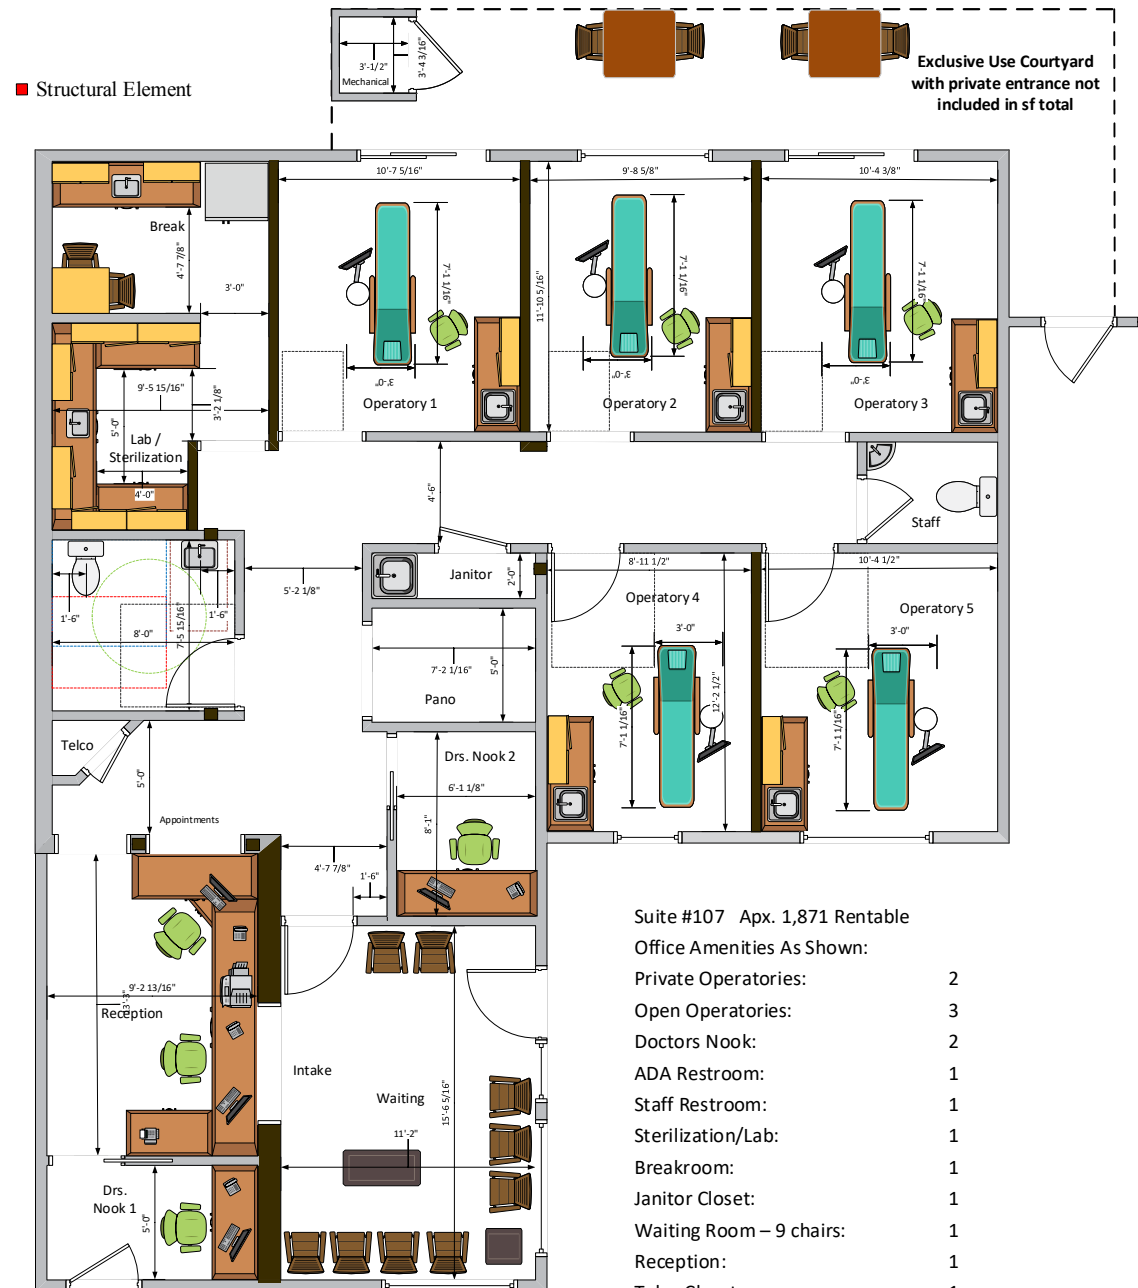 3'-1/2"
Mechanical
3'-4 3/16"
Exclusive Use Courtyard
with private entrance not
included in sf total
Structural Element
10'-7 5/16"
9'-8 5/8"
10'-4 3/8"
Break
4'-7 7/8"
3'-0"
7'-1 1/16"
11'-10 5/16"
7'-1 1/16"
7'-1 1/16"
3'-0"
3'-0"
3'-0"
Operatory 1
Operatory 2
Operatory 3
9'-5 15/16"
3'-2 1/8"
5'-0"
Lab /
Sterilization
4'-0"
4'-6"
Staff
5'-2 1/8"
Janitor
2'-0"
8'-11 1/2"
10'-4 1/2"
Operatory 4
Operatory 5
1'-6"
1'-6"
8'-0"
7'-5 15/16"
3'-0"
3'-0"
7'-2 1/16"
5'-0"
Pano
12'-2 1/2"
7'-1 1/16"
7'-1 1/16"
Telco
5'-0"
Drs. Nook 2
6'-1 1/8"
8'-1"
Appointments
4'-7 7/8"
1'-6"
9'-2 13/16"
Reception
Intake
Waiting
15'-6 5/16"
11'-2"
Drs.
Nook 1
5'-0"
Suite #107 Apx. 1,871 Rentable
Office Amenities As Shown:
Private Operatories: 2
Open Operatories: 3
Doctors Nook: 2
ADA Restroom: 1
Staff Restroom: 1
Sterilization/Lab: 1
Breakroom: 1
Janitor Closet: 1
Waiting Room – 9 chairs: 1
Reception: 1